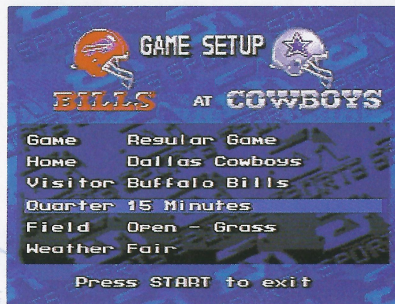 GAME SETUP
BILLS AT COWBOYS
Game Regular Game
Home Dallas Cowboys
Visitor Buffalo Bills
Quarter 15 Minutes
Field Open - Grass
Weather Fair
Press START to exit